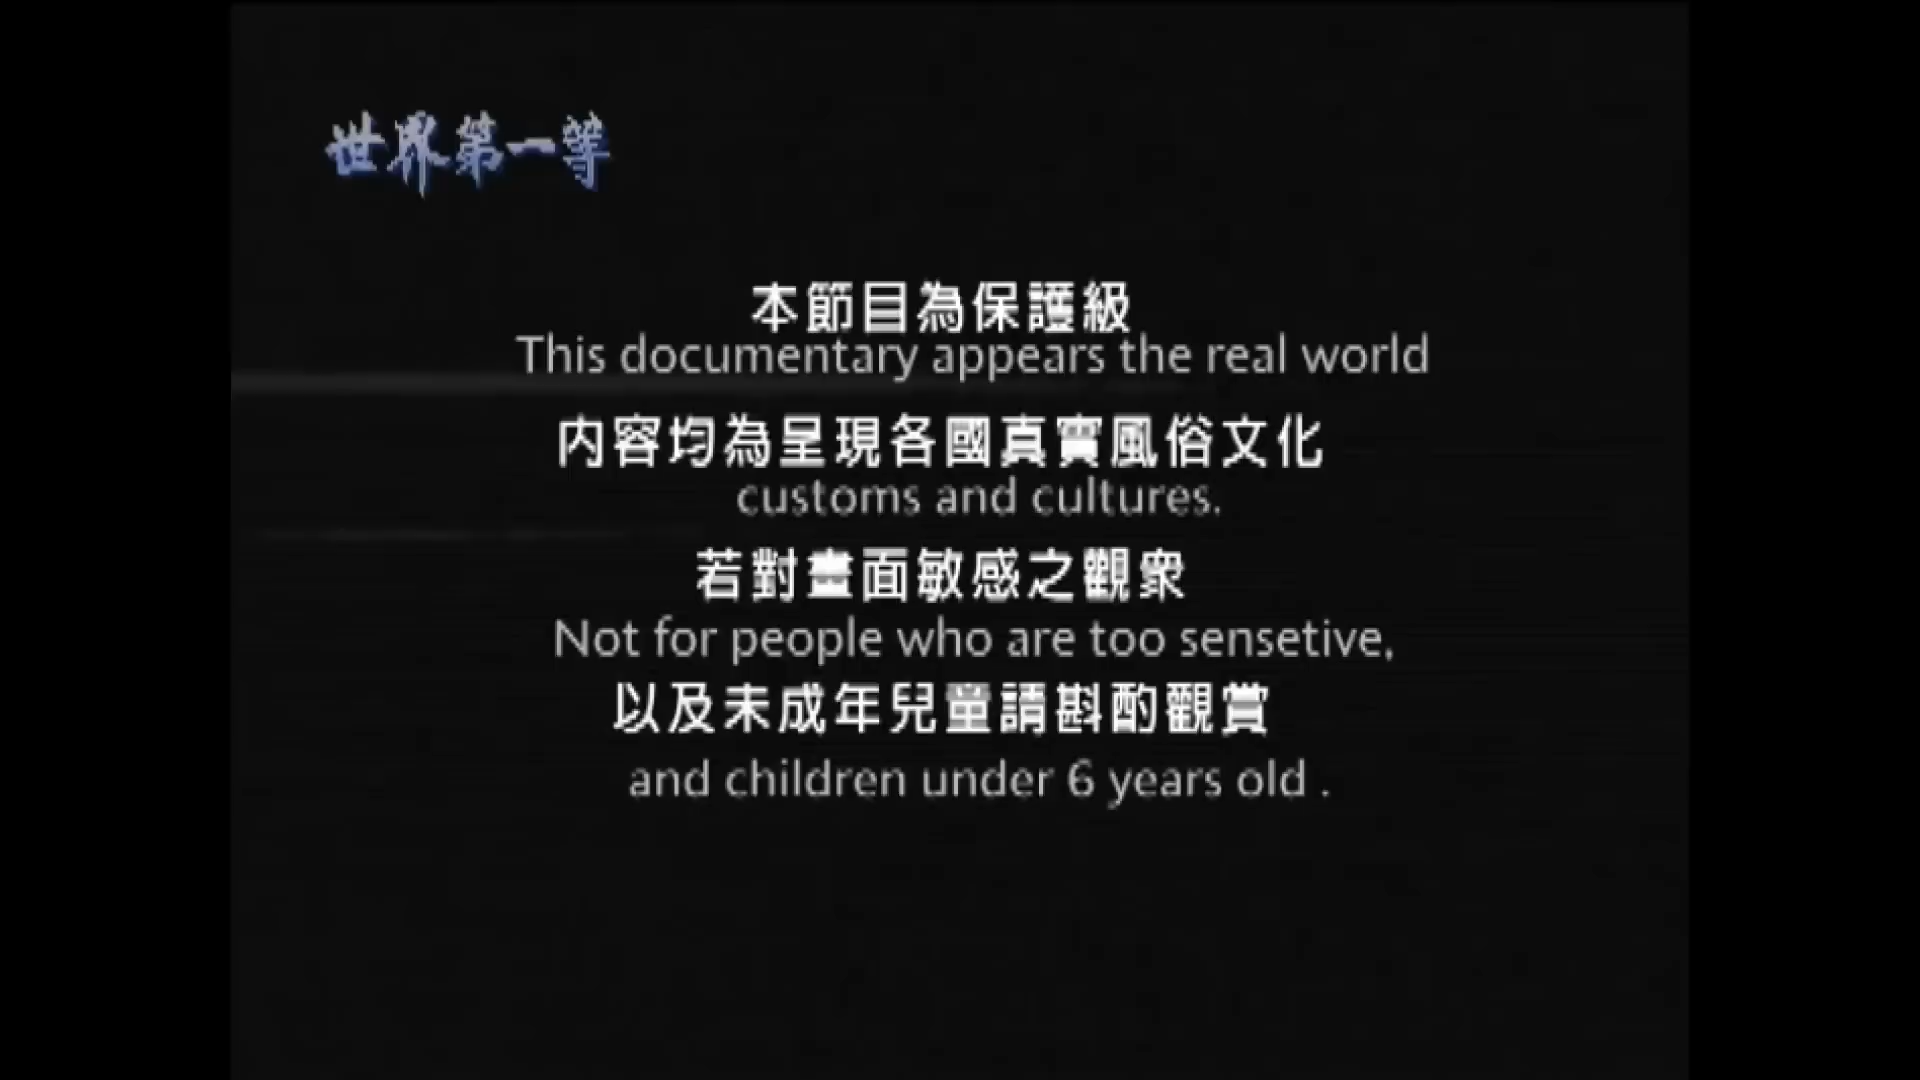 世界第一等
本節目為保護級
This documentary appears the real world
內容均為呈現各國真實風俗文化
customs and cultures.
若對畫面敏感之觀眾
Not for people who are too sensetive,
以及未成年兒童請斟酌觀賞
and children under 6 years old .